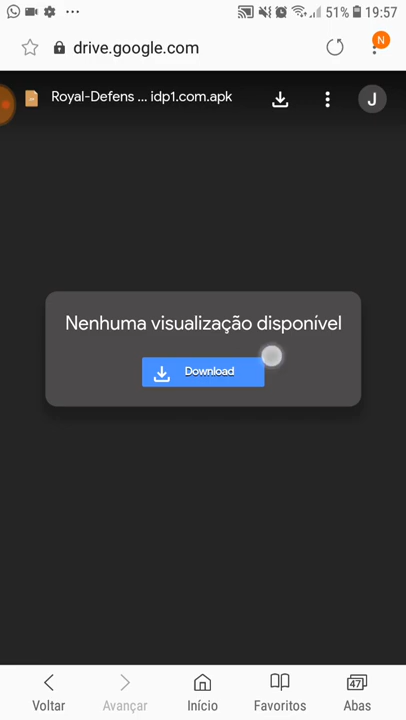 51% 19:57
drive.google.com
N
Royal-Defens ... idp1.com.apk
J
Nenhuma visualização disponível
Download
47
Voltar
Avançar
Início
Favoritos
Abas